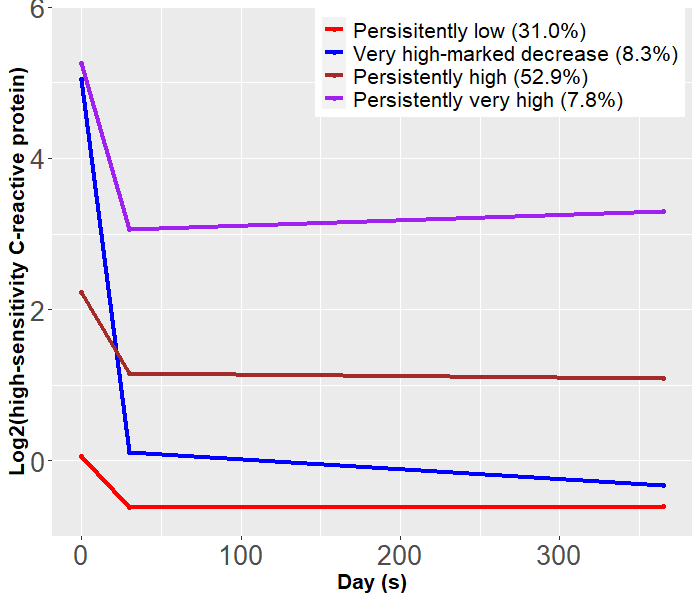 6
4
2
0
Log2(high-sensitivity C-reactive protein)
Persisitently low (31.0%)
Very high-marked decrease (8.3%)
Persistently high (52.9%)
Persistently very high (7.8%)
0 100 200 300
Day (s)